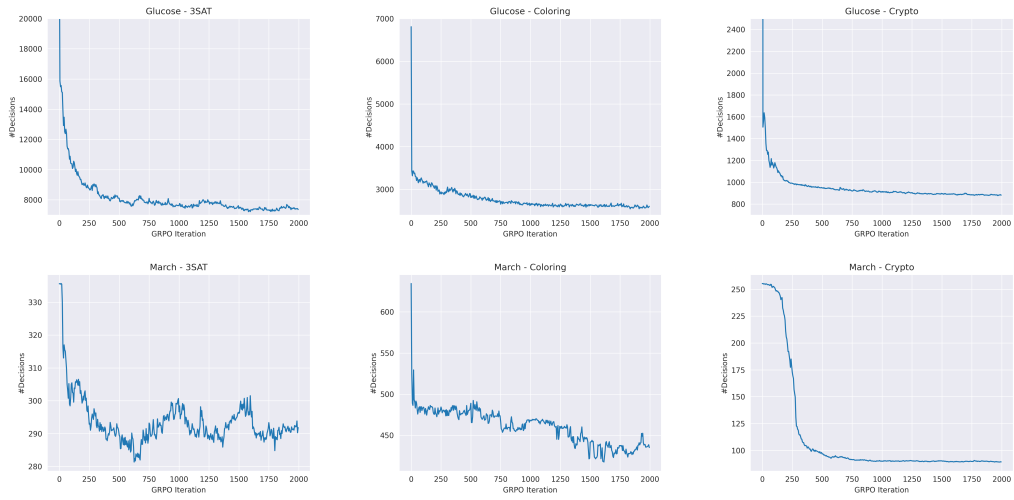 Glucose - 3SAT
20000
18000
16000
14000
12000
10000
8000
#Decisions
0 250 500 750 1000 1250 1500 1750 2000
GRPO Iteration
Glucose - Coloring
7000
6000
5000
4000
3000
#Decisions
0 250 500 750 1000 1250 1500 1750 2000
GRPO Iteration
Glucose - Crypto
2400
2200
2000
1800
1600
1400
1200
1000
800
#Decisions
0 250 500 750 1000 1250 1500 1750 2000
GRPO Iteration
March - 3SAT
330
320
310
300
290
280
#Decisions
0 250 500 750 1000 1250 1500 1750 2000
GRPO Iteration
March - Coloring
600
550
500
450
#Decisions
0 250 500 750 1000 1250 1500 1750 2000
GRPO Iteration
March - Crypto
250
225
200
175
150
125
100
#Decisions
0 250 500 750 1000 1250 1500 1750 2000
GRPO Iteration